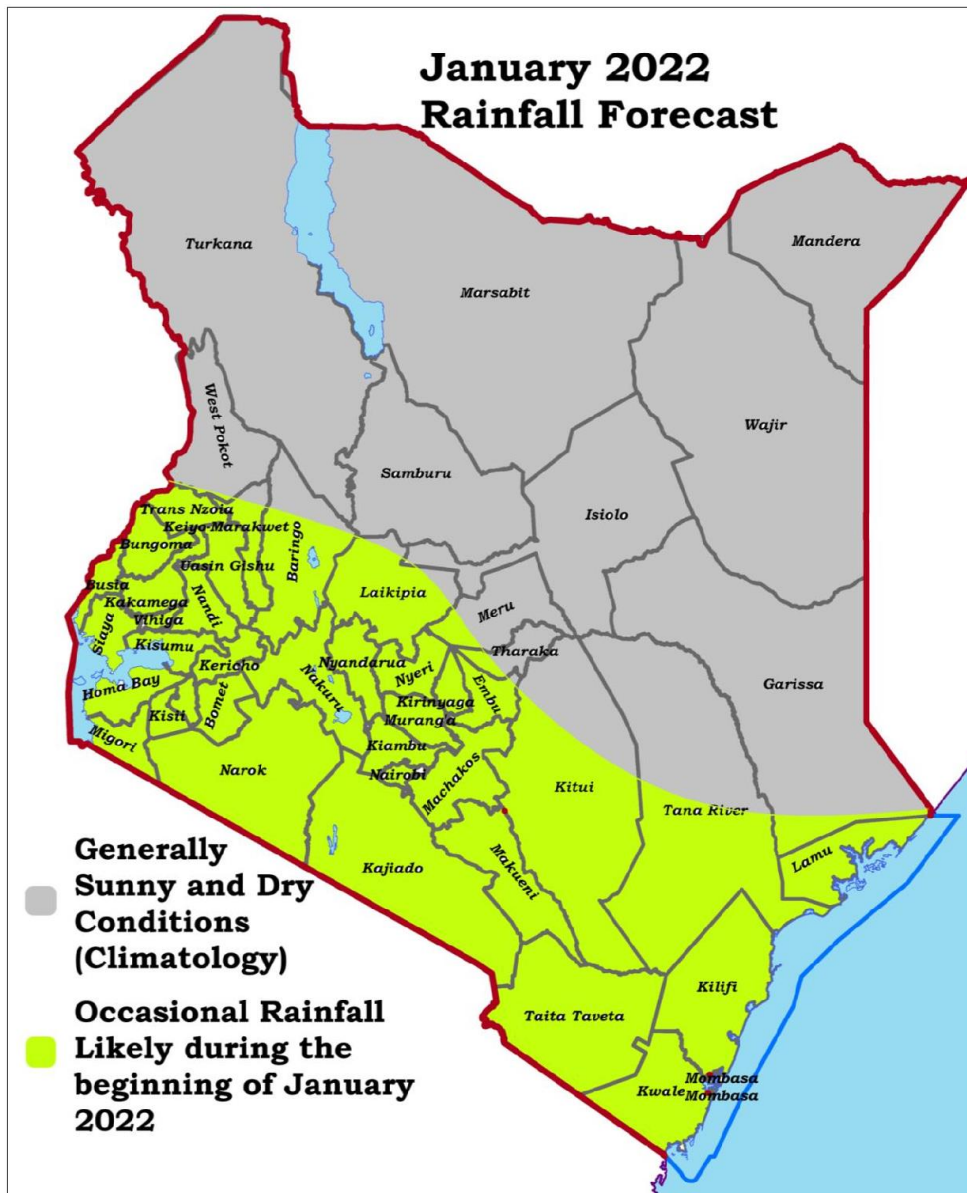 January 2022
Rainfall Forecast
Mandera
Turkana
Marsabit
West Pokot
Wajir
Samburu
Isiolo
Trans Nzoia
Keiyo-Marakwet
Bungoma
Baringo
Uasin Gishu
Busia
Laikipia
Kakamega
Nandi
Meru
Siaya
Vihiga
Kisumu
Tharaka
Kericho
Nyandarua
Nyeri
Garissa
Homa Bay
Nakuru
Embu
Kisii
Bomet
Kirinyaga
Murang'a
Migori
Kiambu
Narok
Nairobi
Machakos
Kitui
Tana River
Kajiado
Makueni
Lamu
Generally
Sunny and Dry
Conditions
(Climatology)
Kilifi
Taita Taveta
Occasional Rainfall
Likely during the
beginning of January
2022
Mombasa
Kwale
Mombasa